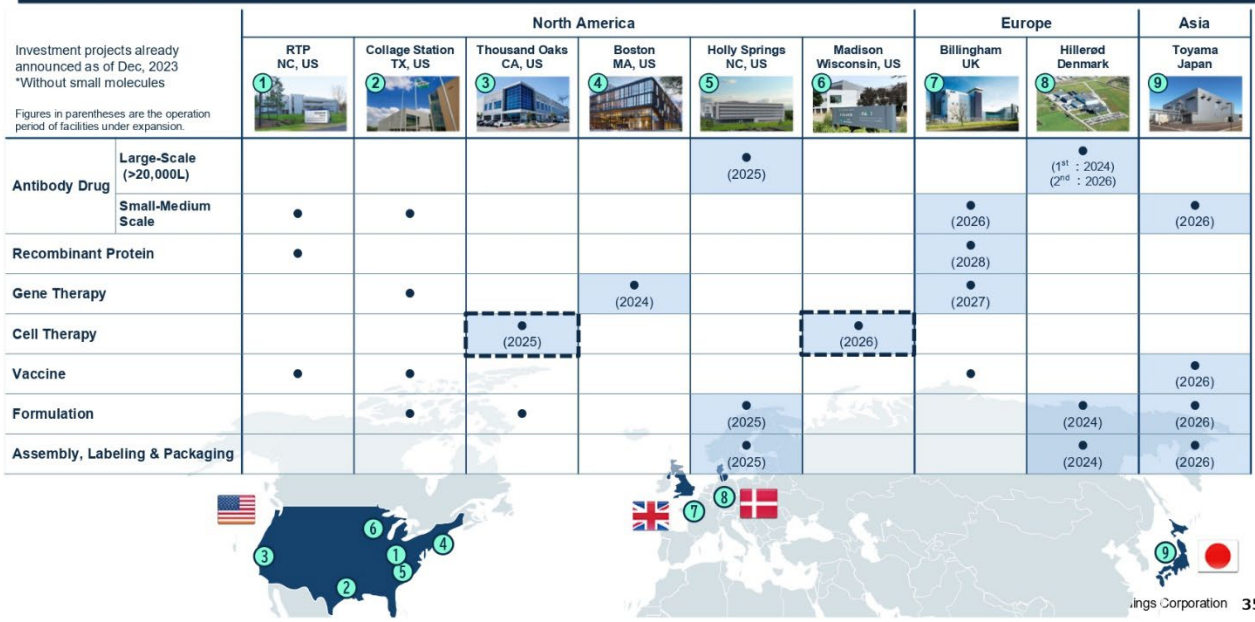 North America
Europe
Asia
Investment projects already
announced as of Dec, 2023
*Without small molecules
Figures in parentheses are the operation
period of facilities under expansion.
RTP
NC, US
1
Collage Station
TX, US
2
Thousand Oaks
CA, US
3
Boston
MA, US
4
Holly Springs
NC, US
5
Madison
Wisconsin, US
6
Billingham
UK
7
Hillerød
Denmark
8
Toyama
Japan
9
Antibody Drug
Large-Scale
(>20,000L)
● (2025)
● (1st : 2024)
(2nd : 2026)
Small-Medium
Scale
●
●
● (2026)
● (2026)
Recombinant Protein
●
● (2028)
Gene Therapy
●
● (2024)
● (2027)
Cell Therapy
● (2025)
● (2026)
Vaccine
●
●
●
● (2026)
Formulation
●
●
● (2025)
● (2024)
● (2026)
Assembly, Labeling & Packaging
● (2025)
● (2024)
● (2026)
6
3
1
4
5
2
7
8
9
ings Corporation 35